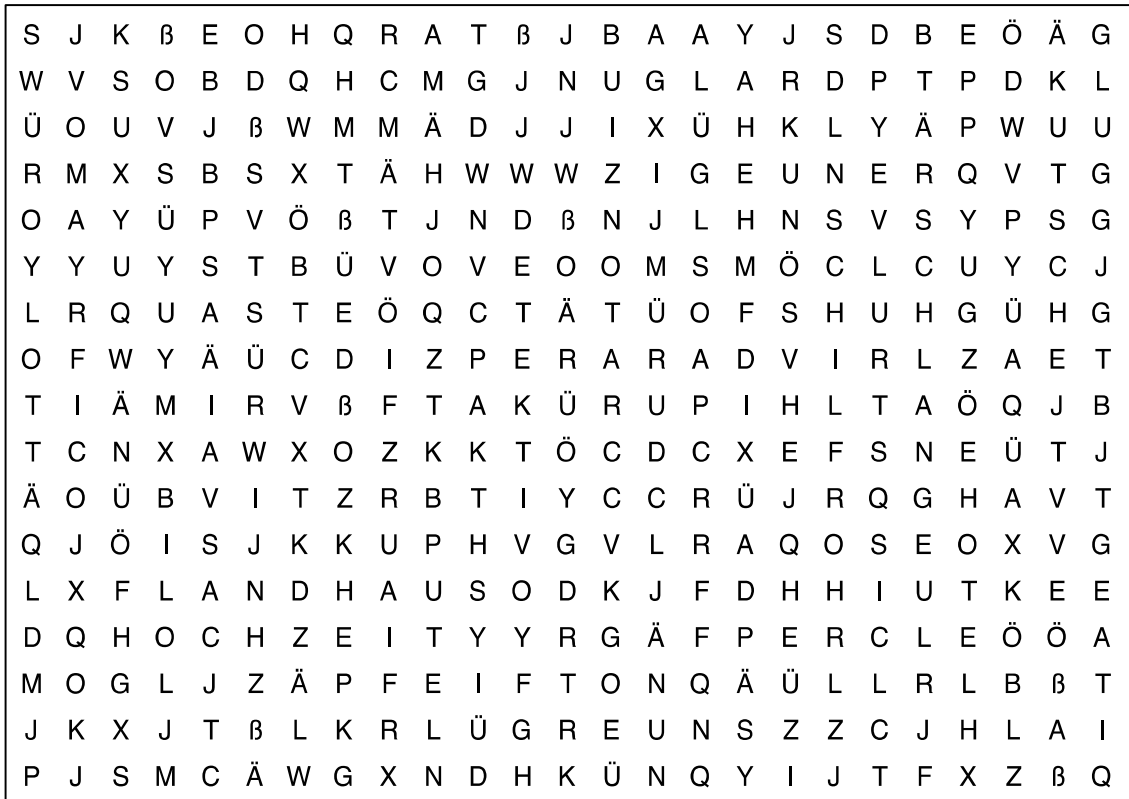 S J K ß E O H Q R A T ß J B A A Y J S D B E Ö Ä G
W V S O B D Q H C M G J N U G L A R D P T P D K L
Ü O U V J ß W M M Ä D J J I X Ü H K L Y Ä P W U U
R M X S B S X T Ä H W W W Z I G E U N E R Q V T G
O A Y Ü P V Ö ß T J N D ß N J L H N S V S Y P S G
Y Y U Y S T B Ü V O V E O O M S M Ö C L C U Y C J
L R Q U A S T E Ö Q C T Ä T Ü O F S H U H G Ü H G
O F W Y Ä Ü C D I Z P E R A R A D V I R L Z A E T
T I Ä M I R V ß F T A K Ü R U P I H L T A Ö Q J B
T C N X A W X O Z K K T Ö C D C X E F S N E Ü T J
Ä O Ü B V I T Z R B T I Y C C R Ü J R Q G H A V T
Q J Ö I S J K K U P H V G V L R A Q O S E O X V G
L X F L A N D H A U S O D K J F D H H I U T K E E
D Q H O C H Z E I T Y Y R G Ä F P E R C L E Ö Ö A
M O G L J Z Ä P F E I F T O N Q Ä Ü L L R L B ß T
J K X J T ß L K R L Ü G R E U N S Z Z C J H L A I
P J S M C Ä W G X N D H K Ü N Q Y I J T F X Z ß Q